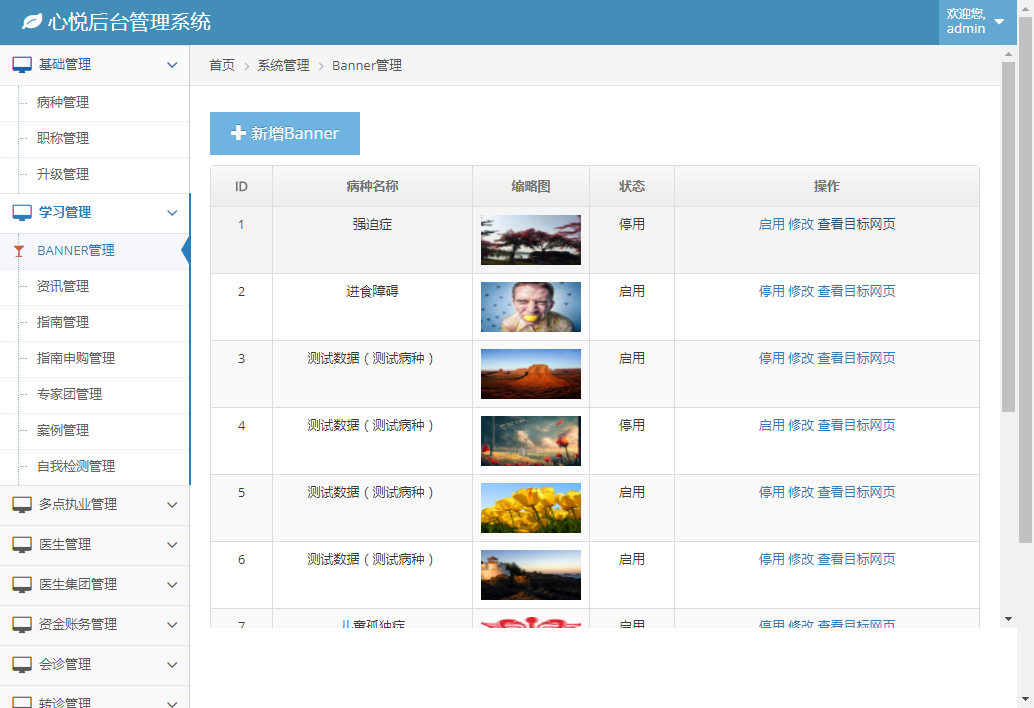 心悦后台管理系统
欢迎您,
admin
基础管理
病种管理
职称管理
升级管理
学习管理
BANNER管理
资讯管理
指南管理
指南申购管理
专家团管理
案例管理
自我检测管理
多点执业管理
医生管理
医生集团管理
资金账务管理
会诊管理
转诊管理
首页 > 系统管理 > Banner管理
新增Banner
ID 病种名称 缩略图 状态 操作
1 强迫症 停用 启用 修改 查看目标网页
2 进食障碍 启用 停用 修改 查看目标网页
3 测试数据(测试病种) 启用 停用 修改 查看目标网页
4 测试数据(测试病种) 停用 启用 修改 查看目标网页
5 测试数据(测试病种) 启用 停用 修改 查看目标网页
6 测试数据(测试病种) 启用 停用 修改 查看目标网页
7 儿童孤独症 启用 停用 修改 查看目标网页